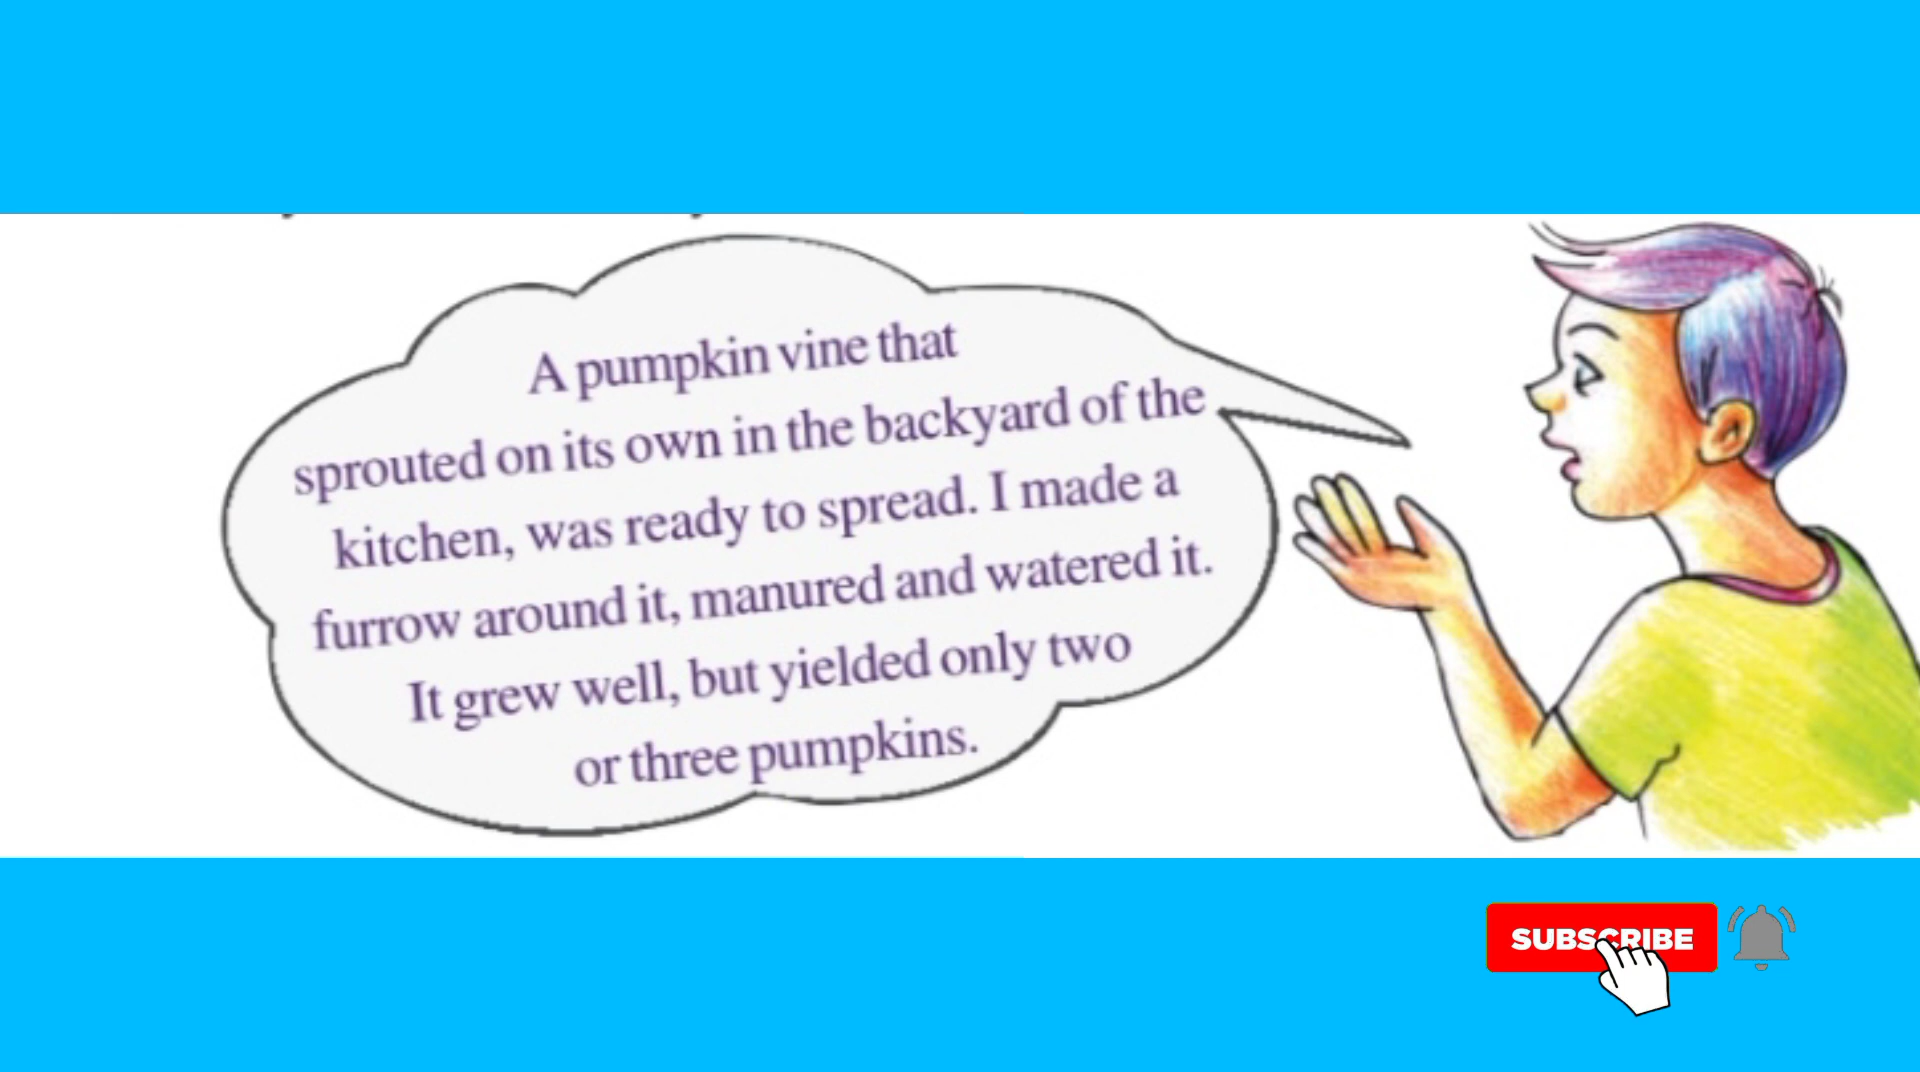 A pumpkin vine that
sprouted on its own in the backyard of the
kitchen, was ready to spread. I made a
furrow around it, manured and watered it.
It grew well, but yielded only two
or three pumpkins.
SUBSCRIBE